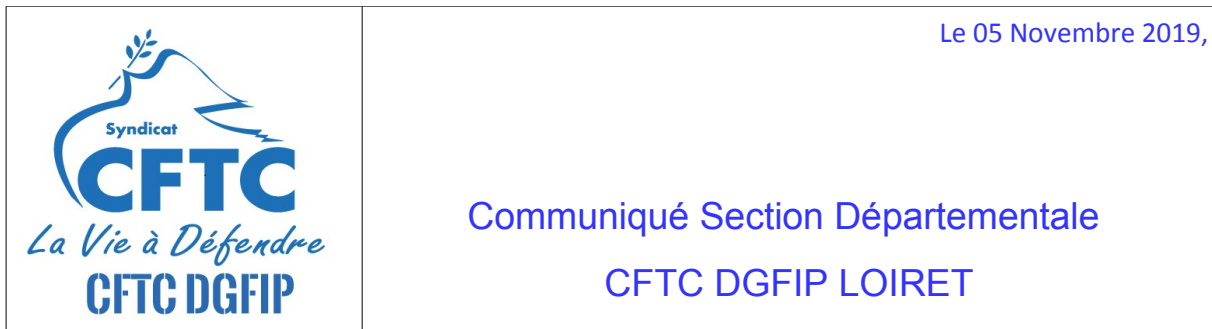 Syndicat
CFTC
La Vie à Défendre
CFTC DGFIP
Le 05 Novembre 2019,
Communiqué Section Départementale
CFTC DGFIP LOIRET